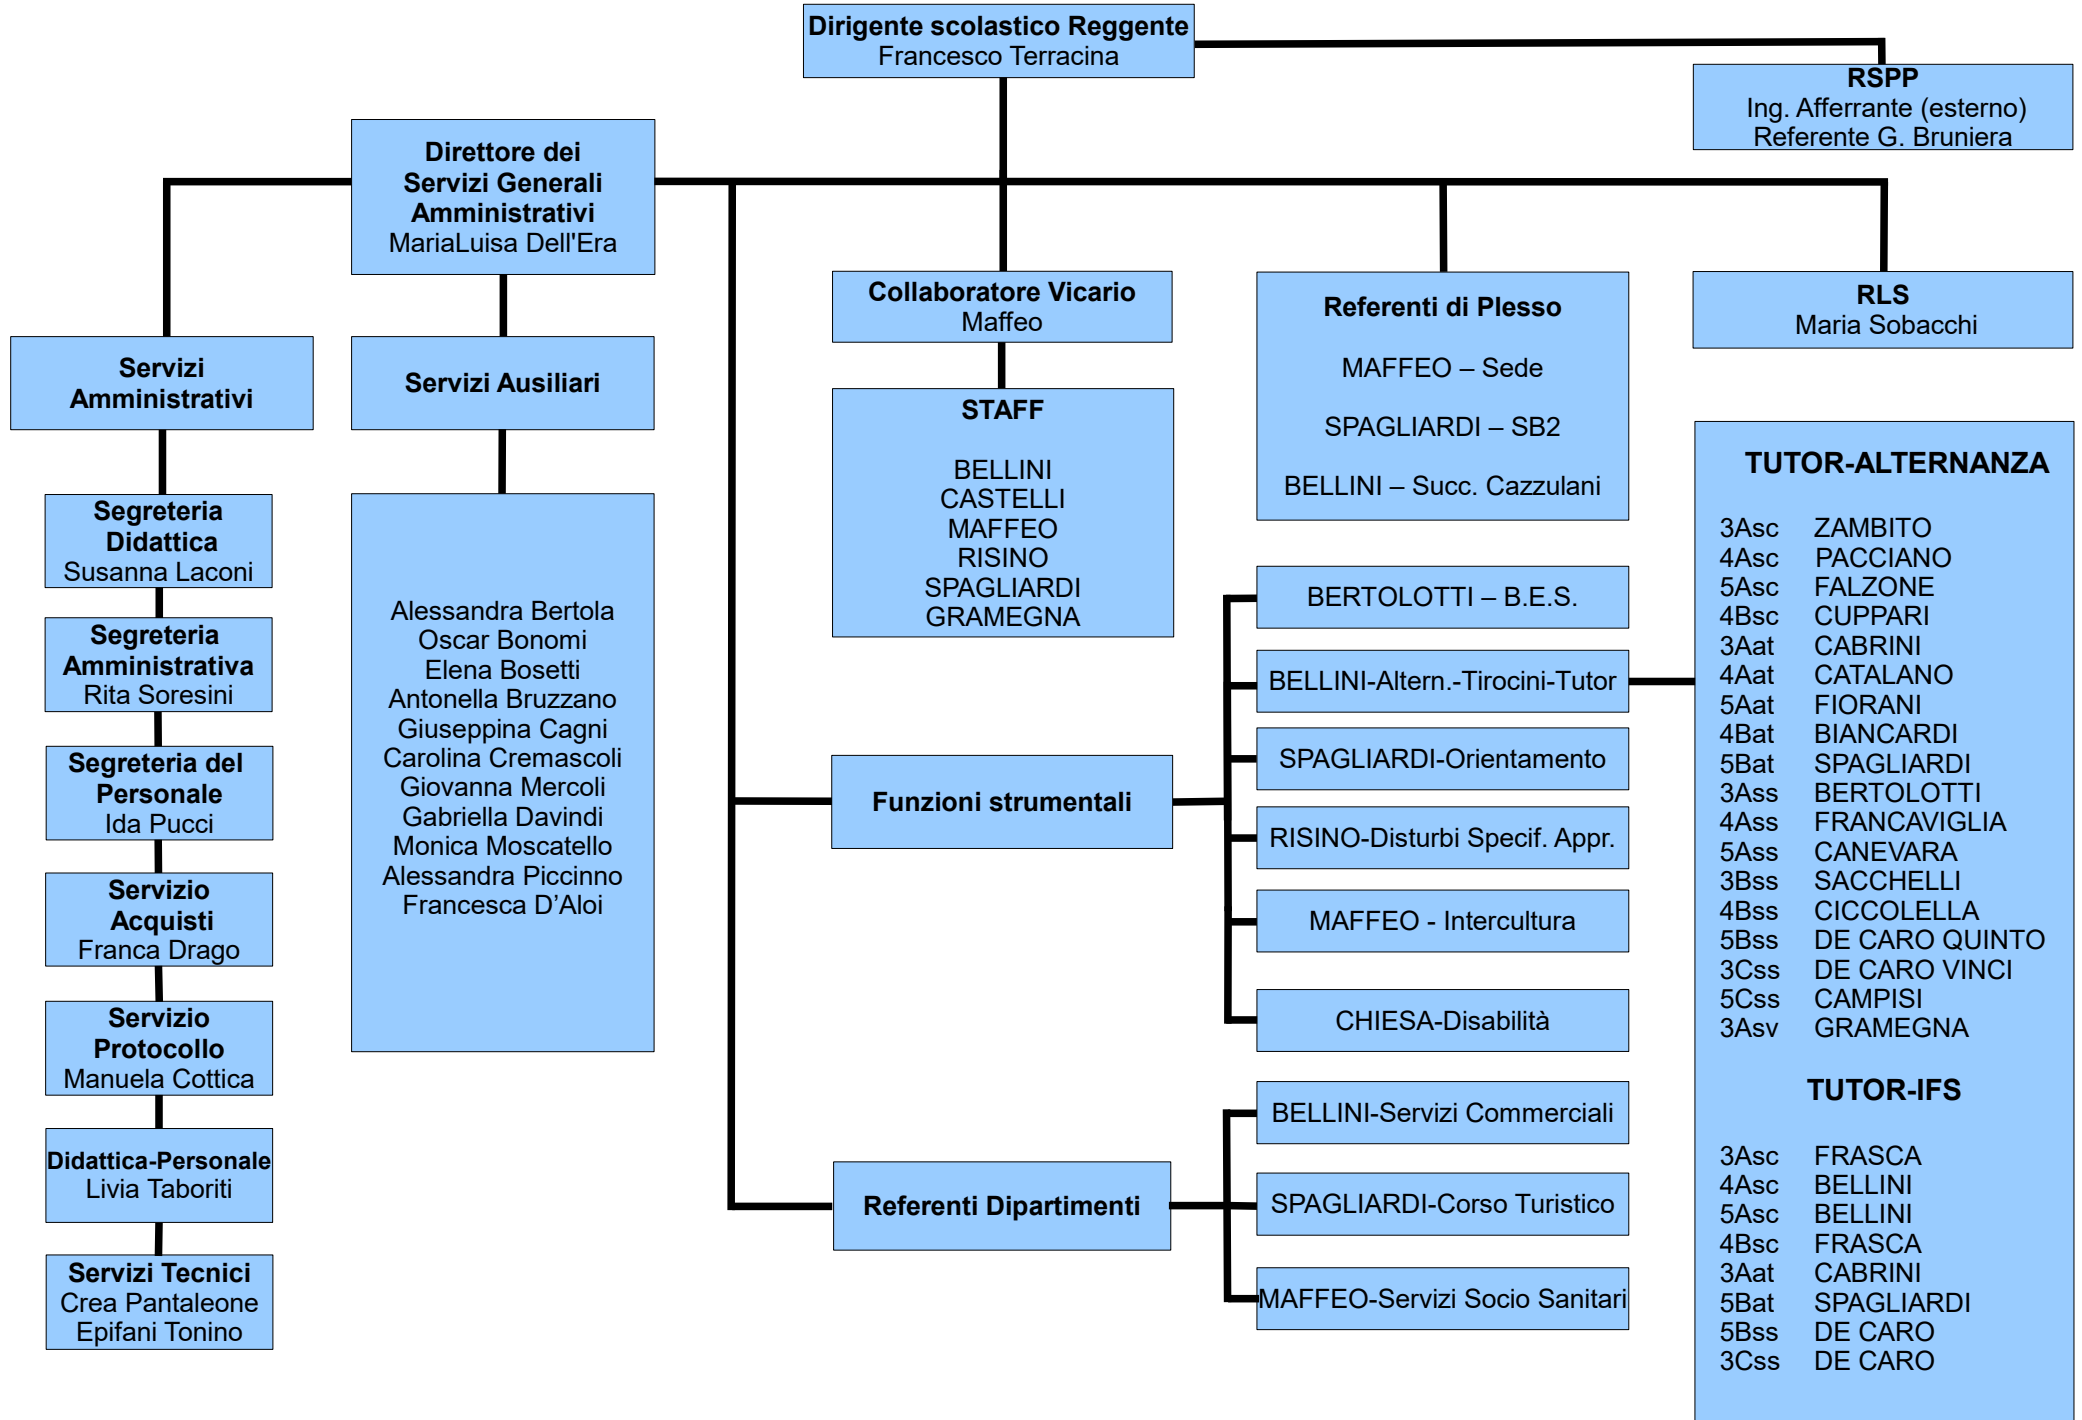 Dirigente scolastico Reggente
Francesco Terracina
RSPP
Ing. Afferrante (esterno)
Referente G. Bruniera
Direttore dei
Servizi Generali
Amministrativi
MariaLuisa Dell'Era
Collaboratore Vicario
Maffeo
Referenti di Plesso
MAFFEO – Sede
SPAGLIARDI – SB2
BELLINI – Succ. Cazzulani
RLS
Maria Sobacchi
Servizi
Amministrativi
Servizi Ausiliari
STAFF
BELLINI
CASTELLI
MAFFEO
RISINO
SPAGLIARDI
GRAMEGNA
Segreteria
Didattica
Susanna Laconi
Segreteria
Amministrativa
Rita Soresini
Segreteria del
Personale
Ida Pucci
Servizio
Acquisti
Franca Drago
Servizio
Protocollo
Manuela Cottica
Didattica-Personale
Livia Taboriti
Servizi Tecnici
Crea Pantaleone
Epifani Tonino
Alessandra Bertola
Oscar Bonomi
Elena Bosetti
Antonella Bruzzano
Giuseppina Cagni
Carolina Cremascoli
Giovanna Mercoli
Gabriella Davindi
Monica Moscatello
Alessandra Piccinno
Francesca D’Aloi
Funzioni strumentali
BERTOLOTTI – B.E.S.
BELLINI-Altern.-Tirocini-Tutor
SPAGLIARDI-Orientamento
RISINO-Disturbi Specif. Appr.
MAFFEO - Intercultura
CHIESA-Disabilità
Referenti Dipartimenti
BELLINI-Servizi Commerciali
SPAGLIARDI-Corso Turistico
MAFFEO-Servizi Socio Sanitari
TUTOR-ALTERNANZA
3Asc ZAMBITO
4Asc PACCIANO
5Asc FALZONE
4Bsc CUPPARI
3Aat CABRINI
4Aat CATALANO
5Aat FIORANI
4Bat BIANCARDI
5Bat SPAGLIARDI
3Ass BERTOLOTTI
4Ass FRANCAVIGLIA
5Ass CANEVARA
3Bss SACCHELLI
4Bss CICCOLELLA
5Bss DE CARO QUINTO
3Css DE CARO VINCI
5Css CAMPISI
3Asv GRAMEGNA
TUTOR-IFS
3Asc FRASCA
4Asc BELLINI
5Asc BELLINI
4Bsc FRASCA
3Aat CABRINI
5Bat SPAGLIARDI
5Bss DE CARO
3Css DE CARO